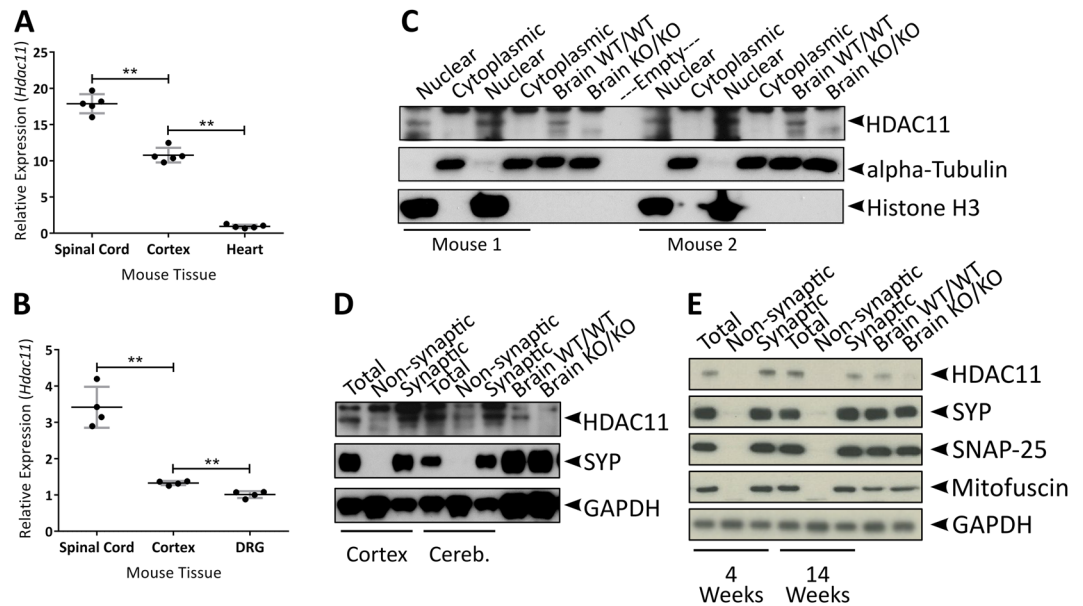 A
Relative Expression (Hdac11)
25
20
15
10
5
0
**
**
Spinal Cord Cortex Heart
Mouse Tissue
B
Relative Expression (Hdac11)
5
4
3
2
1
0
**
**
Spinal Cord Cortex DRG
Mouse Tissue
C
Nuclear
Cytoplasmic
Nuclear
Cytoplasmic
Brain WT/WT
Brain KO/KO
---Empty---
Nuclear
Cytoplasmic
Nuclear
Cytoplasmic
Brain WT/WT
Brain KO/KO
HDAC11
alpha-Tubulin
Histone H3
Mouse 1 Mouse 2
D
Total
Non-synaptic
Synaptic
Total
Non-synaptic
Synaptic
Brain WT/WT
Brain KO/KO
HDAC11
SYP
GAPDH
Cortex Cereb.
E
Total
Non-synaptic
Synaptic
Total
Non-synaptic
Synaptic
Brain WT/WT
Brain KO/KO
HDAC11
SYP
SNAP-25
Mitofuscin
GAPDH
4 14
Weeks Weeks